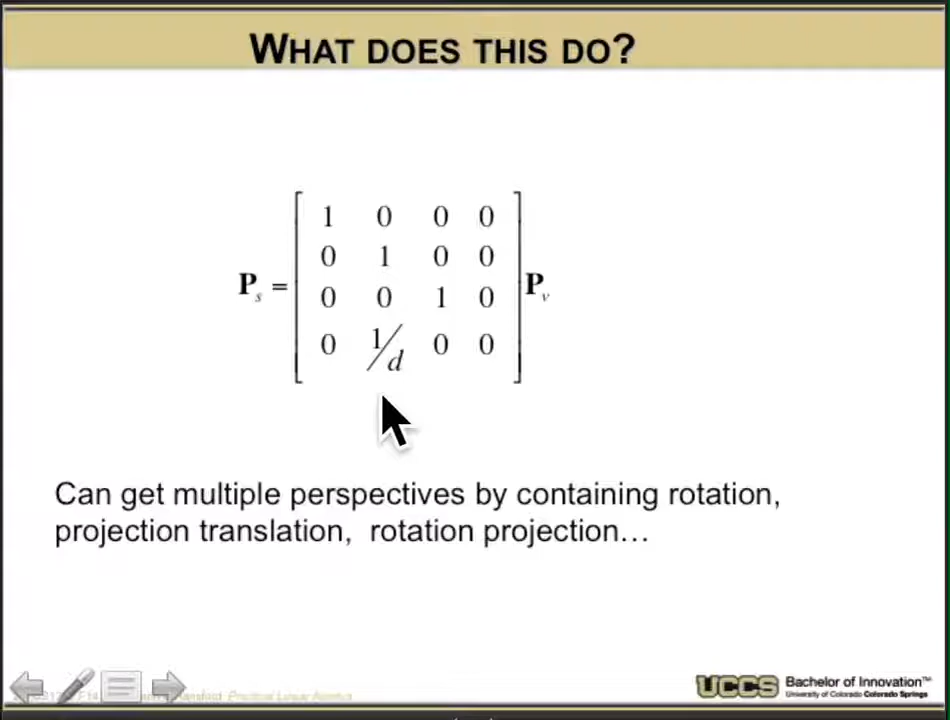 WHAT DOES THIS DO?
1 0 0 0
0 1 0 0
Pₛ = 0 0 1 0 Pᵥ
0 1/d 0 0
Can get multiple perspectives by containing rotation,
projection translation, rotation projection…
UCCS Bachelor of Innovation™
University of Colorado Colorado Springs